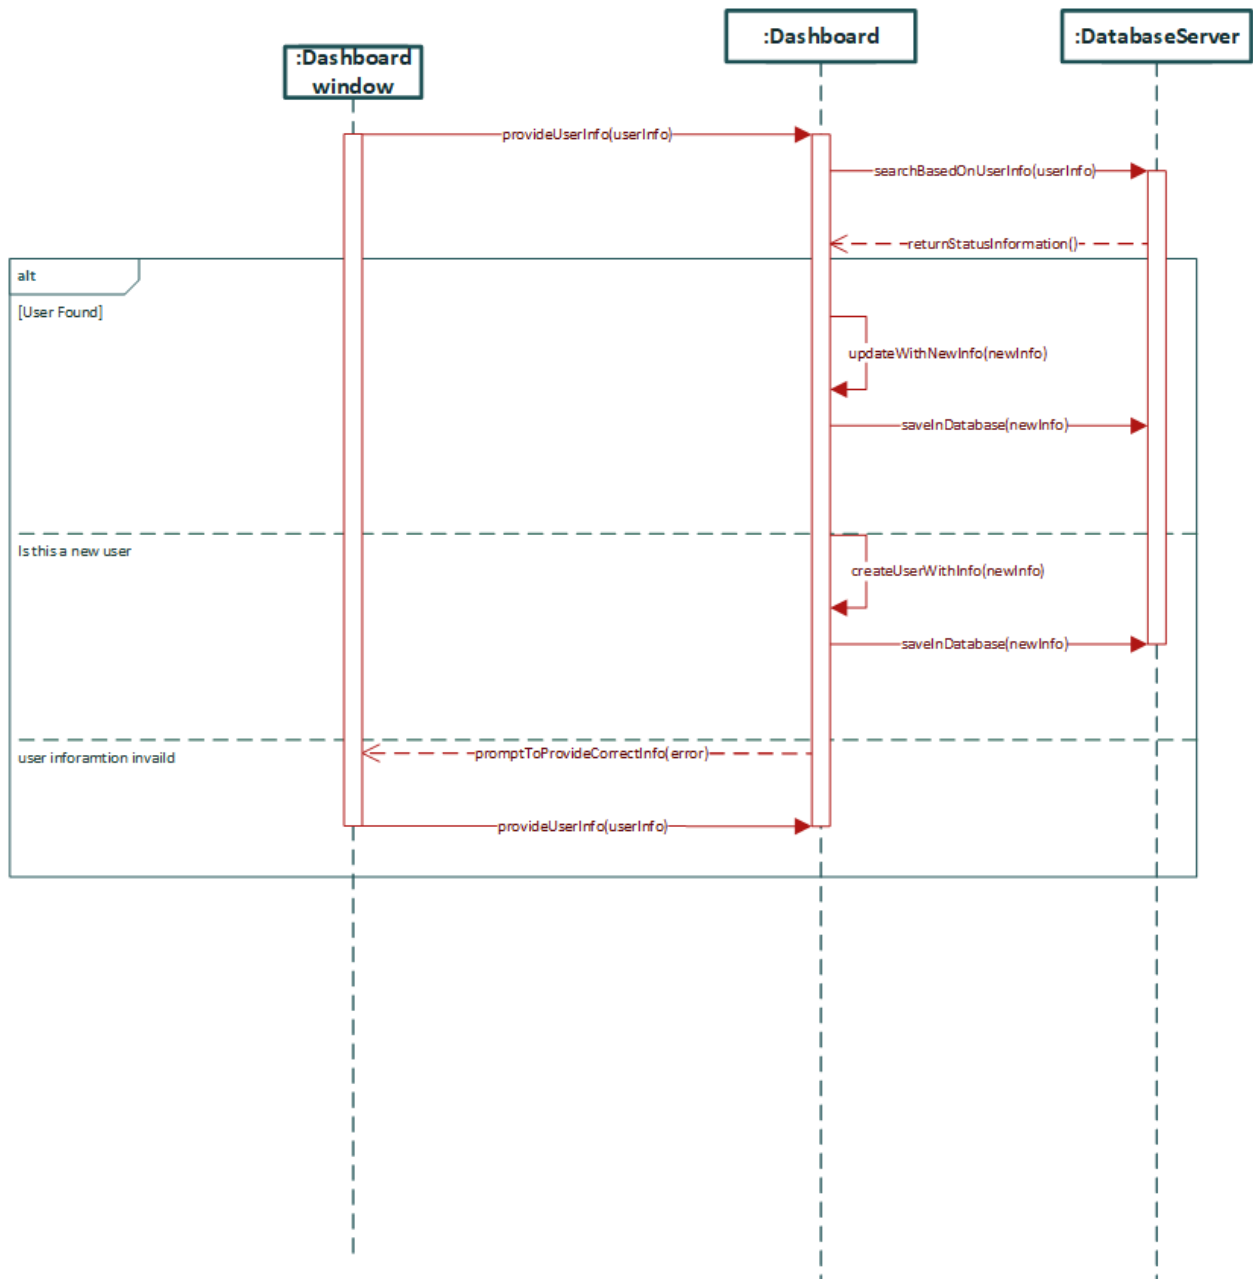 :Dashboard
window
:Dashboard
:DatabaseServer
provideUserInfo(userInfo)
searchBasedOnUserInfo(userInfo)
returnStatusInformation()
alt
[User Found]
updateWithNewInfo(newInfo)
saveInDatabase(newInfo)
Is this a new user
createUserWithInfo(newInfo)
saveInDatabase(newInfo)
user inforamtion invaild
promptToProvideCorrectInfo(error)
provideUserInfo(userInfo)